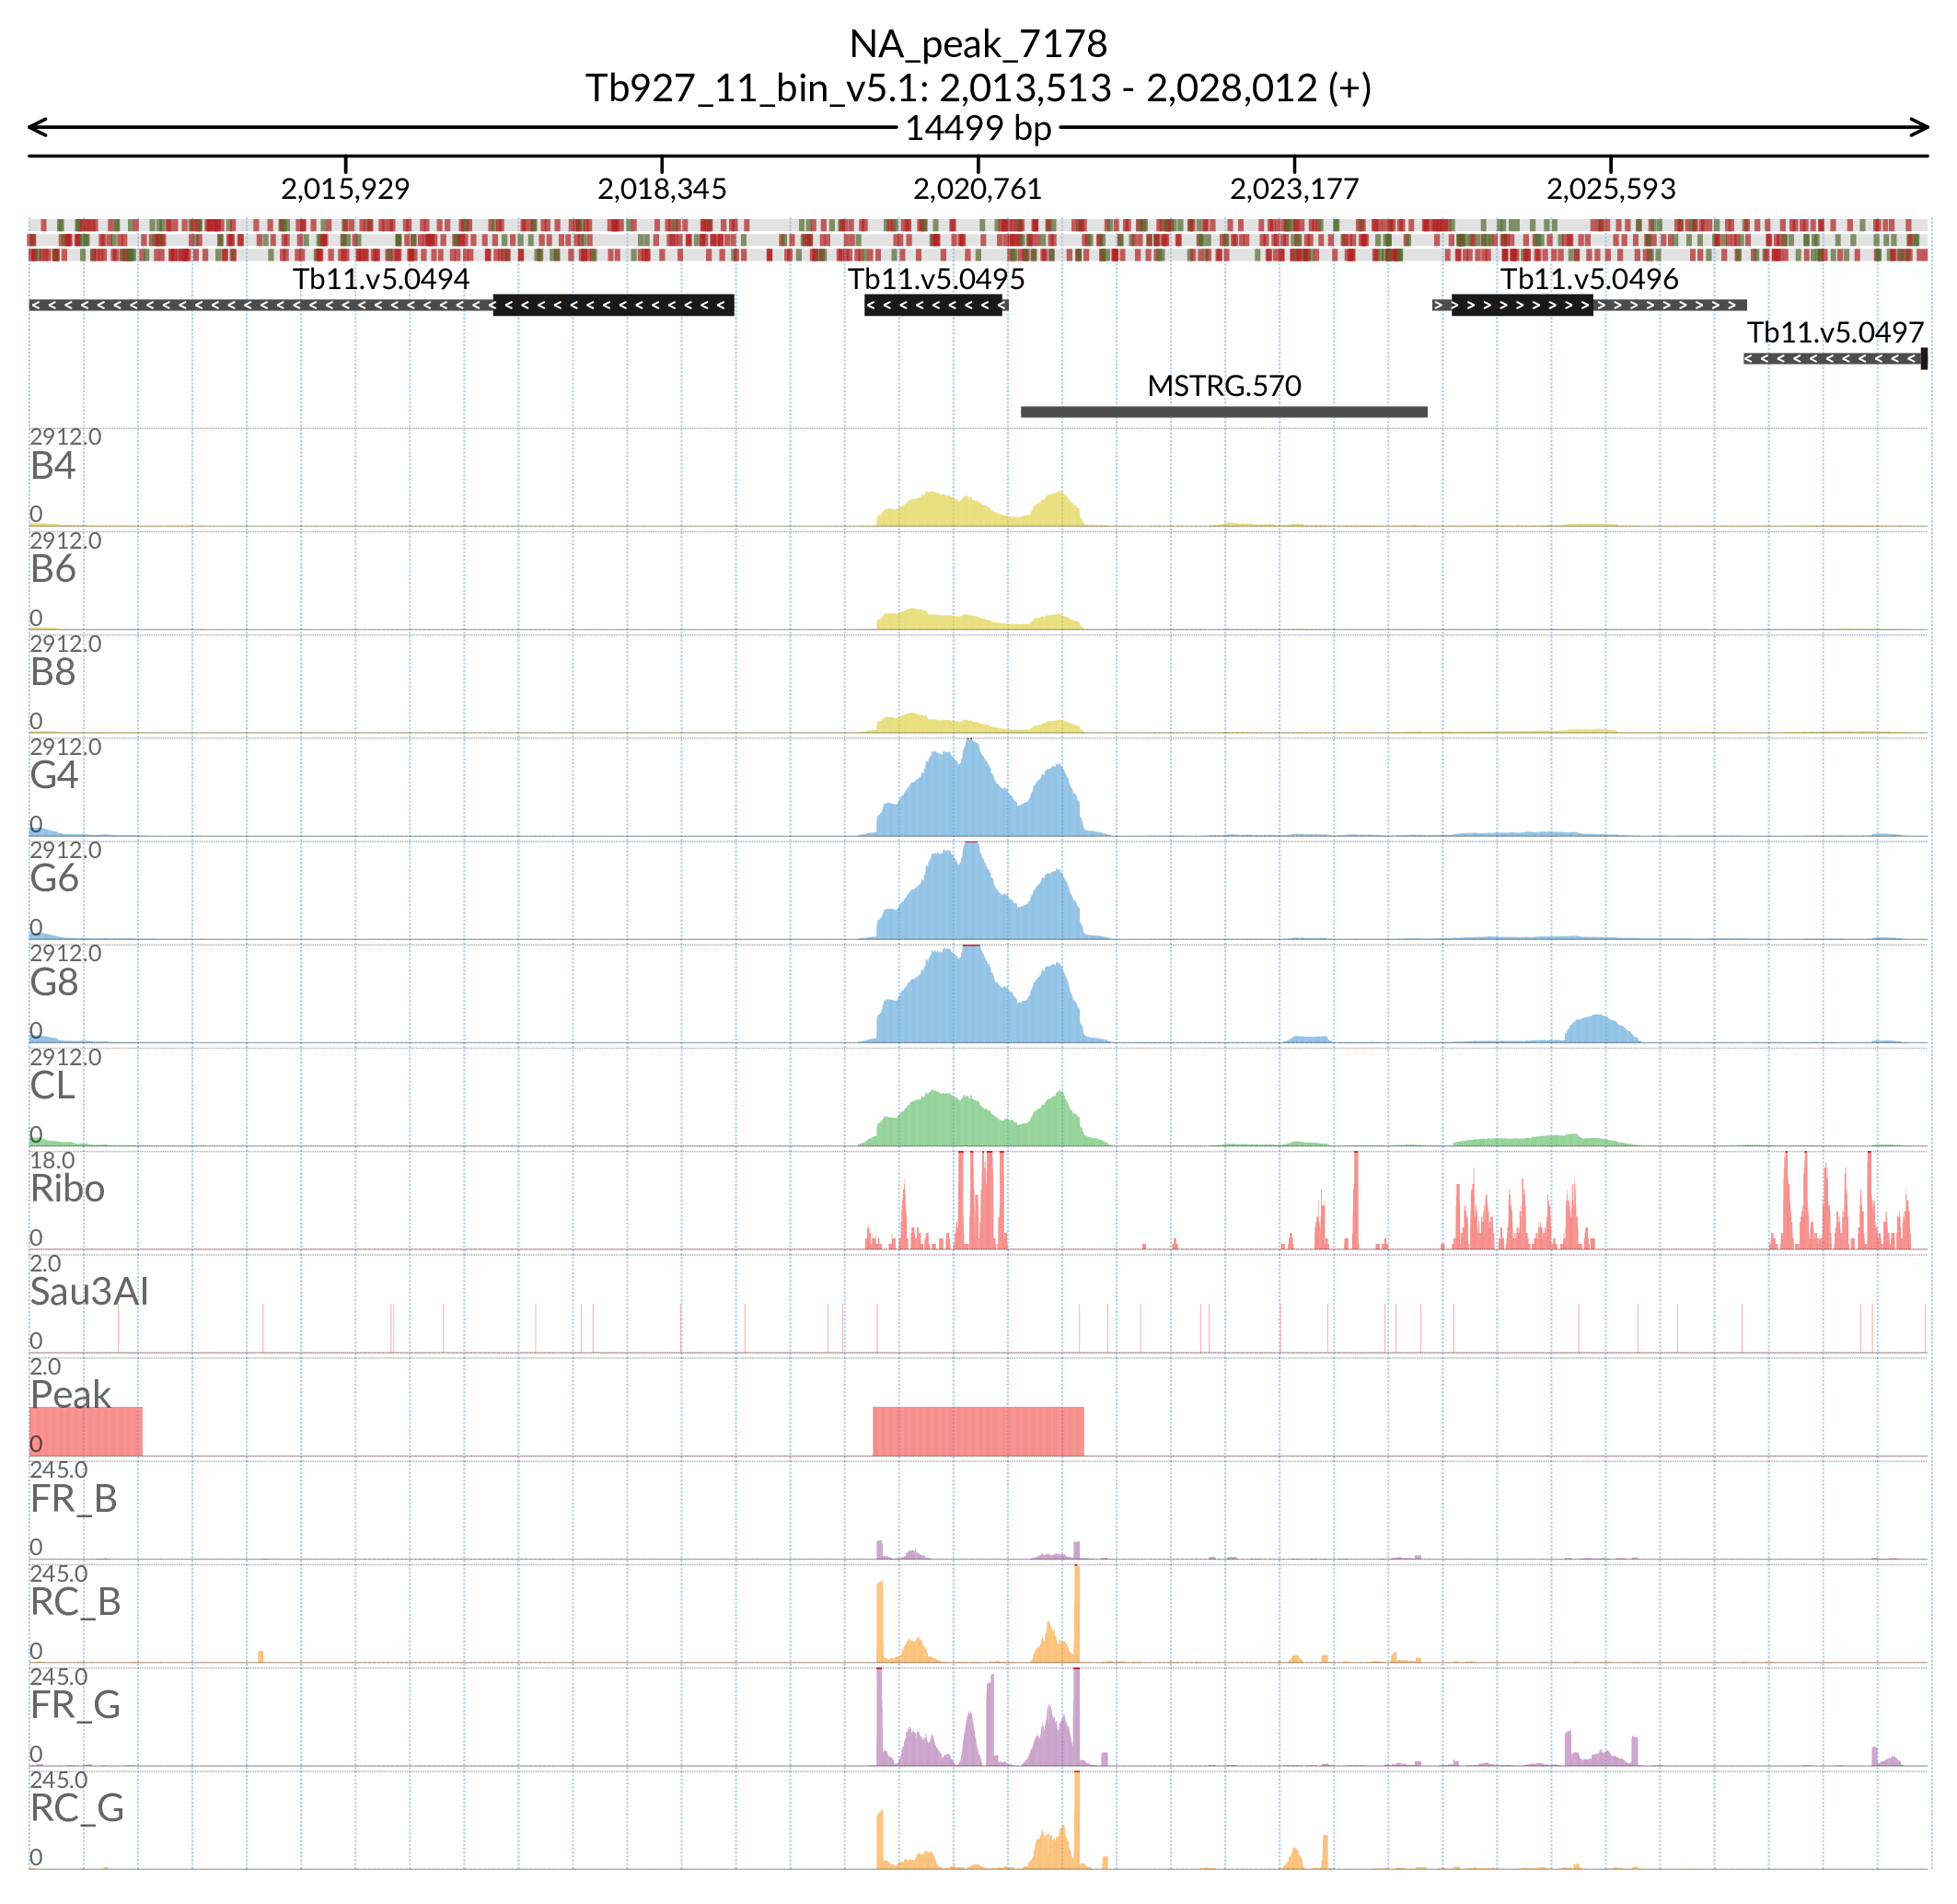 NA_peak_7178
Tb927_11_bin_v5.1: 2,013,513 - 2,028,012 (+)
14499 bp
2,015,929 2,018,345 2,020,761 2,023,177 2,025,593
Tb11.v5.0494 Tb11.v5.0495 Tb11.v5.0496
Tb11.v5.0497
MSTRG.570
2912.0
B4
0
2912.0
B6
0
2912.0
B8
0
2912.0
G4
0
2912.0
G6
0
2912.0
G8
0
2912.0
CL
0
18.0
Ribo
0
2.0
Sau3AI
0
2.0
Peak
0
245.0
FR_B
0
245.0
RC_B
0
245.0
FR_G
0
245.0
RC_G
0